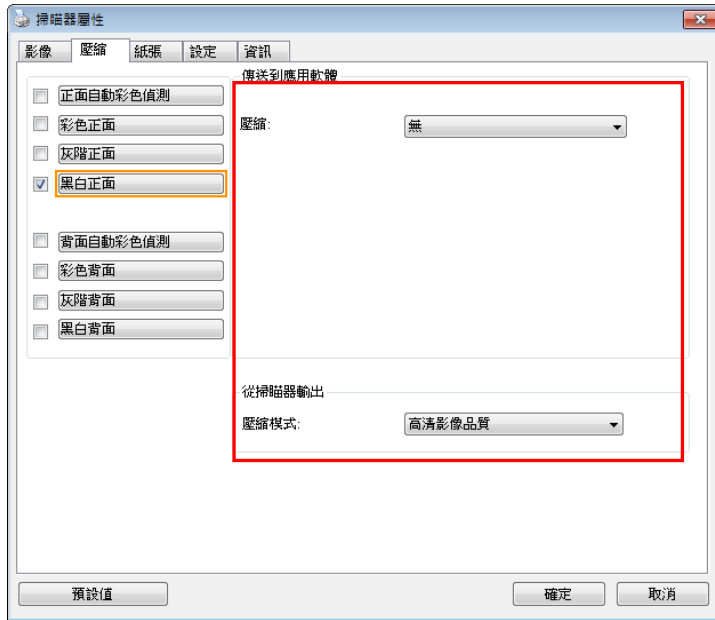 掃瞄器屬性
影像 壓縮 紙張 設定 資訊
正面自動彩色偵測
彩色正面
灰階正面
黑白正面
背面自動彩色偵測
彩色背面
灰階背面
黑白背面
傳送到應用軟體
壓縮: 無
從掃瞄器輸出
壓縮模式: 高清影像品質
預設值 確定 取消